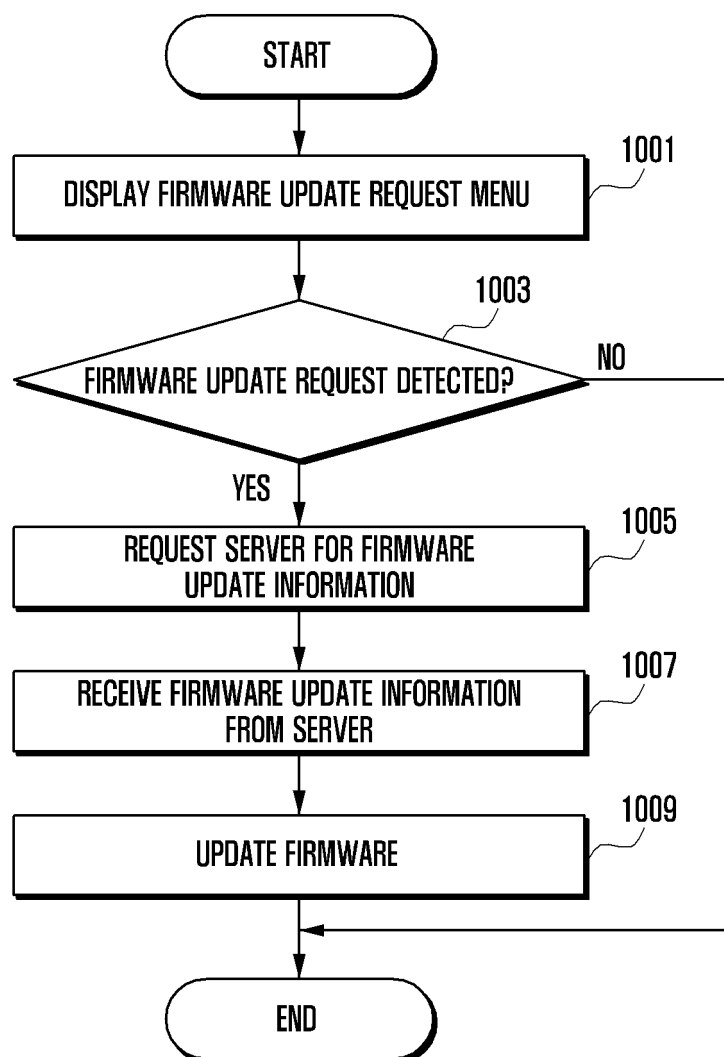 START
1001
DISPLAY FIRMWARE UPDATE REQUEST MENU
1003
FIRMWARE UPDATE REQUEST DETECTED?
NO
YES
1005
REQUEST SERVER FOR FIRMWARE
UPDATE INFORMATION
1007
RECEIVE FIRMWARE UPDATE INFORMATION
FROM SERVER
1009
UPDATE FIRMWARE
END